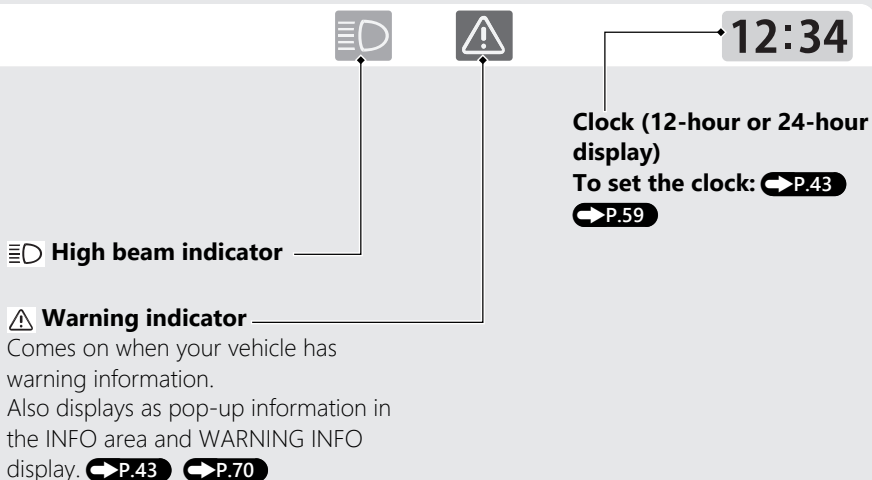 12:34
Clock (12-hour or 24-hour
display)
To set the clock: P.43
P.59
High beam indicator
Warning indicator
Comes on when your vehicle has
warning information.
Also displays as pop-up information in
the INFO area and WARNING INFO
display. P.43 P.70